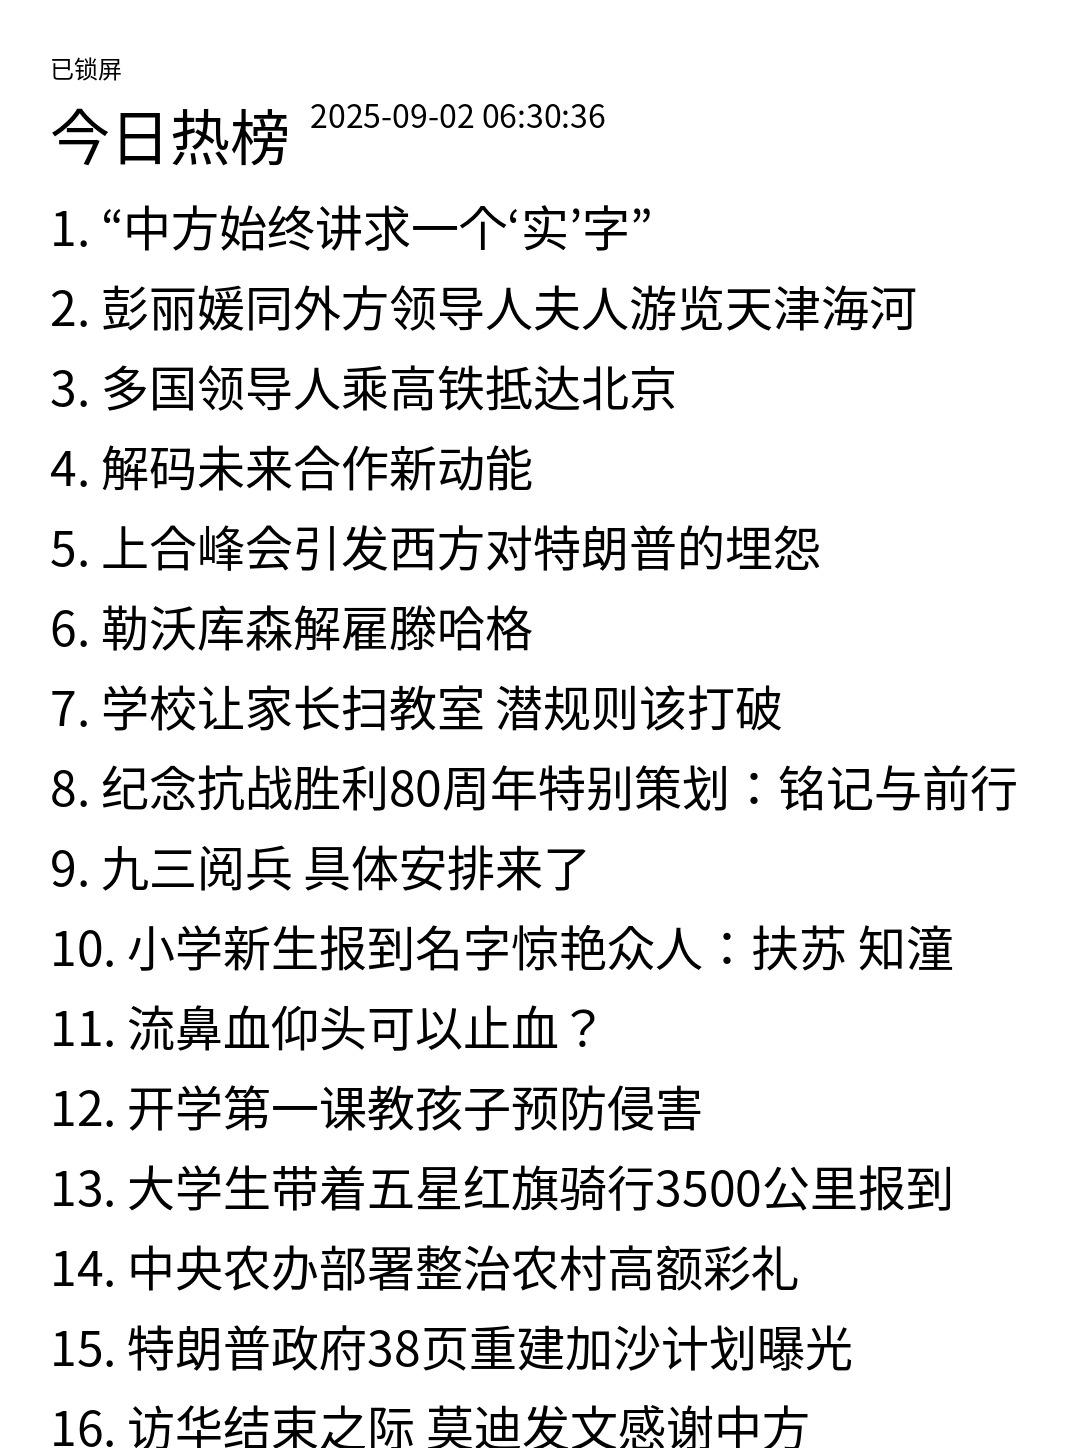 已锁屏
今日热榜 2025-09-02 06:30:36
1. “中方始终讲求一个‘实’字”
2. 彭丽媛同外方领导人夫人游览天津海河
3. 多国领导人乘高铁抵达北京
4. 解码未来合作新动能
5. 上合峰会引发西方对特朗普的埋怨
6. 勒沃库森解雇滕哈格
7. 学校让家长扫教室 潜规则该打破
8. 纪念抗战胜利80周年特别策划：铭记与前行
9. 九三阅兵 具体安排来了
10. 小学新生报到名字惊艳众人：扶苏 知潼
11. 流鼻血仰头可以止血？
12. 开学第一课教孩子预防侵害
13. 大学生带着五星红旗骑行3500公里报到
14. 中央农办部署整治农村高额彩礼
15. 特朗普政府38页重建加沙计划曝光
16. 访华结束之际 莫迪发文感谢中方